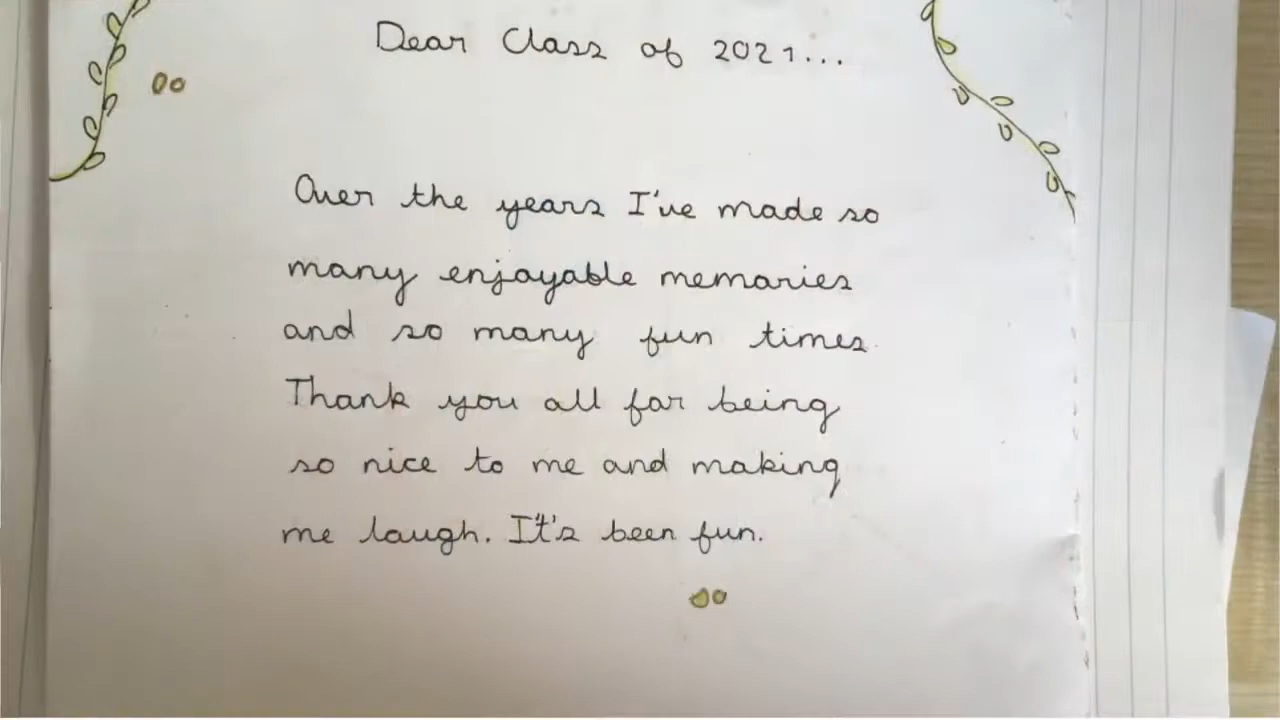 Dear Class of 2021...
Over the years I've made so
many enjoyable memories
and so many fun times.
Thank you all for being
so nice to me and making
me laugh. It's been fun.